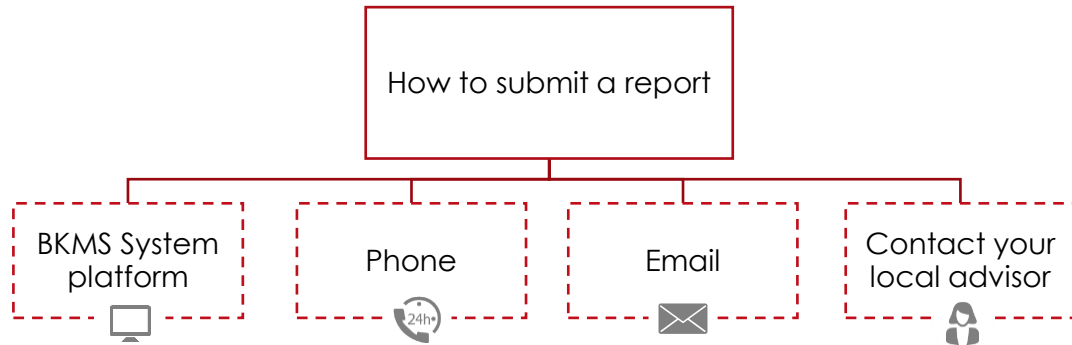 How to submit a report
BKMS System
platform
Phone
Email
Contact your
local advisor
24h